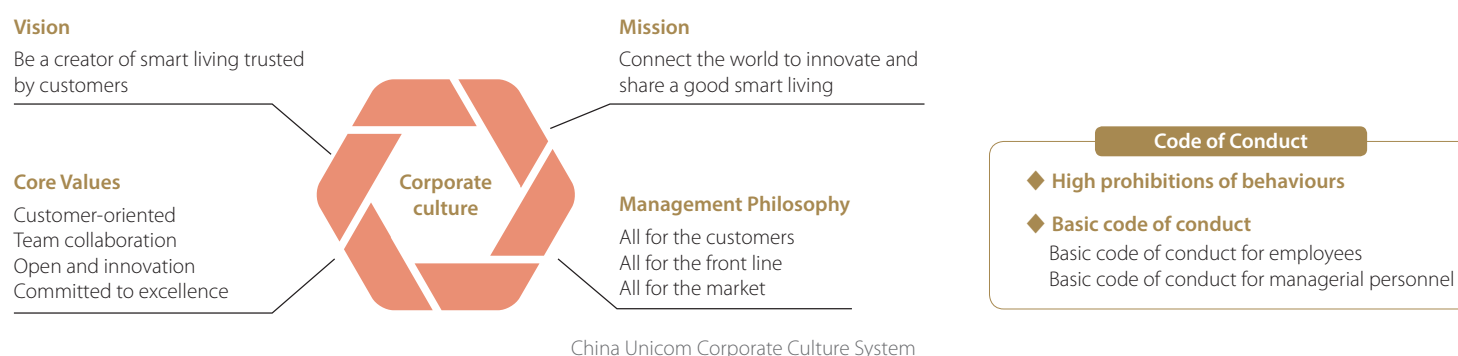 Vision
Be a creator of smart living trusted
by customers
Mission
Connect the world to innovate and
share a good smart living
Core Values
Customer-oriented
Team collaboration
Open and innovation
Committed to excellence
Corporate
culture
Management Philosophy
All for the customers
All for the front line
All for the market
Code of Conduct
◆ High prohibitions of behaviours
◆ Basic code of conduct
Basic code of conduct for employees
Basic code of conduct for managerial personnel
China Unicom Corporate Culture System